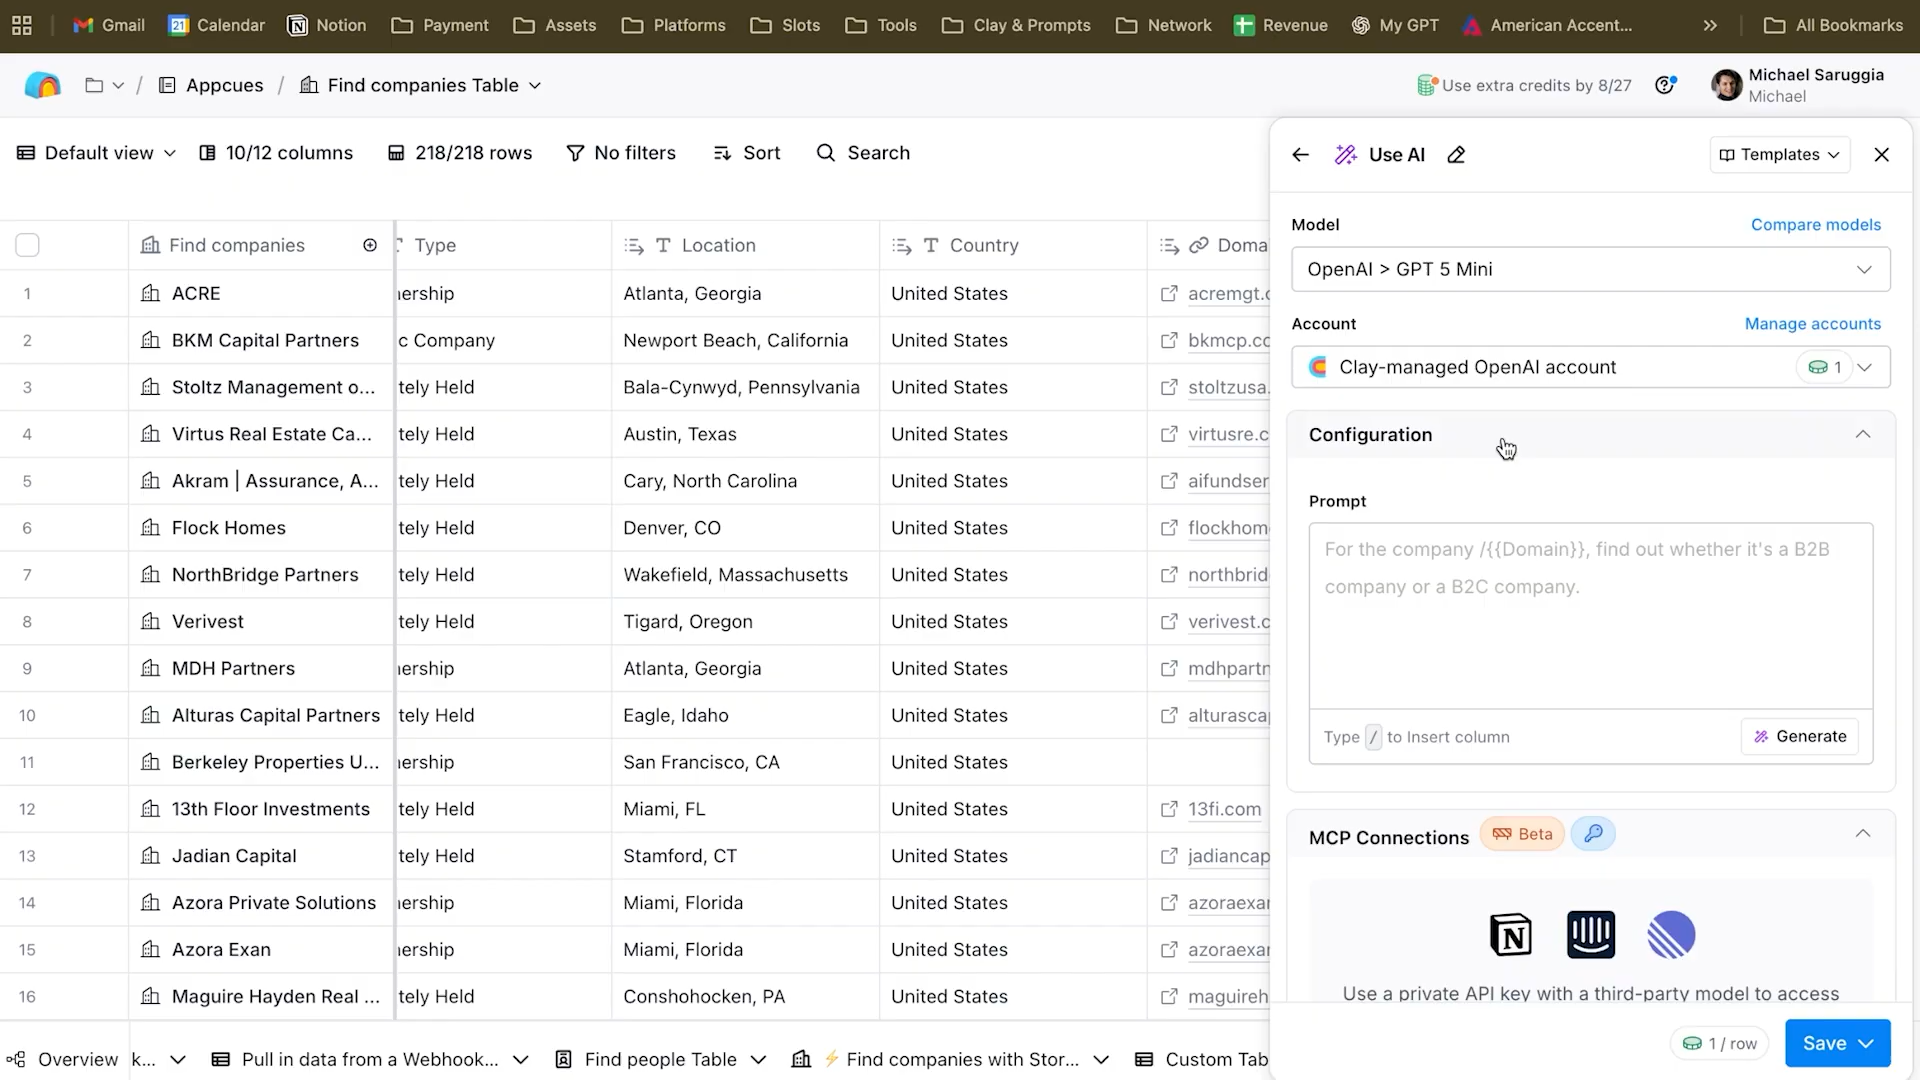 Gmail
Calendar
Notion
Payment
Assets
Platforms
Slots
Tools
Clay & Prompts
Network
Revenue
My GPT
American Accent...
All Bookmarks
/ Appcues / Find companies Table
Use extra credits by 8/27
Michael Saruggia
Michael
Default view
10/12 columns
218/218 rows
No filters
Sort
Search
Use AI
Templates
Find companies Type Location Country Doma
1 ACRE nership Atlanta, Georgia United States acremgt.c
2 BKM Capital Partners c Company Newport Beach, California United States bkmcp.co
3 Stoltz Management o... tely Held Bala-Cynwyd, Pennsylvania United States stoltzusa.
4 Virtus Real Estate Ca... tely Held Austin, Texas United States virtusre.c
5 Akram | Assurance, A... tely Held Cary, North Carolina United States aifundser
6 Flock Homes tely Held Denver, CO United States flockhom
7 NorthBridge Partners tely Held Wakefield, Massachusetts United States northbrid
8 Verivest tely Held Tigard, Oregon United States verivest.c
9 MDH Partners nership Atlanta, Georgia United States mdhpartn
10 Alturas Capital Partners tely Held Eagle, Idaho United States alturascap
11 Berkeley Properties U... nership San Francisco, CA United States
12 13th Floor Investments tely Held Miami, FL United States 13fi.com
13 Jadian Capital tely Held Stamford, CT United States jadiancap
14 Azora Private Solutions nership Miami, Florida United States azoraexar
15 Azora Exan nership Miami, Florida United States azoraexar
16 Maguire Hayden Real ... tely Held Conshohocken, PA United States maguireh
Model Compare models
OpenAI > GPT 5 Mini
Account Manage accounts
Clay-managed OpenAI account 1
Configuration
Prompt
For the company /{{Domain}}, find out whether it's a B2B
company or a B2C company.
Type / to Insert column
Generate
MCP Connections Beta
Use a private API key with a third-party model to access
1 / row
Save
Overview
k...
Pull in data from a Webhook...
Find people Table
⚡ Find companies with Stor...
Custom Tab